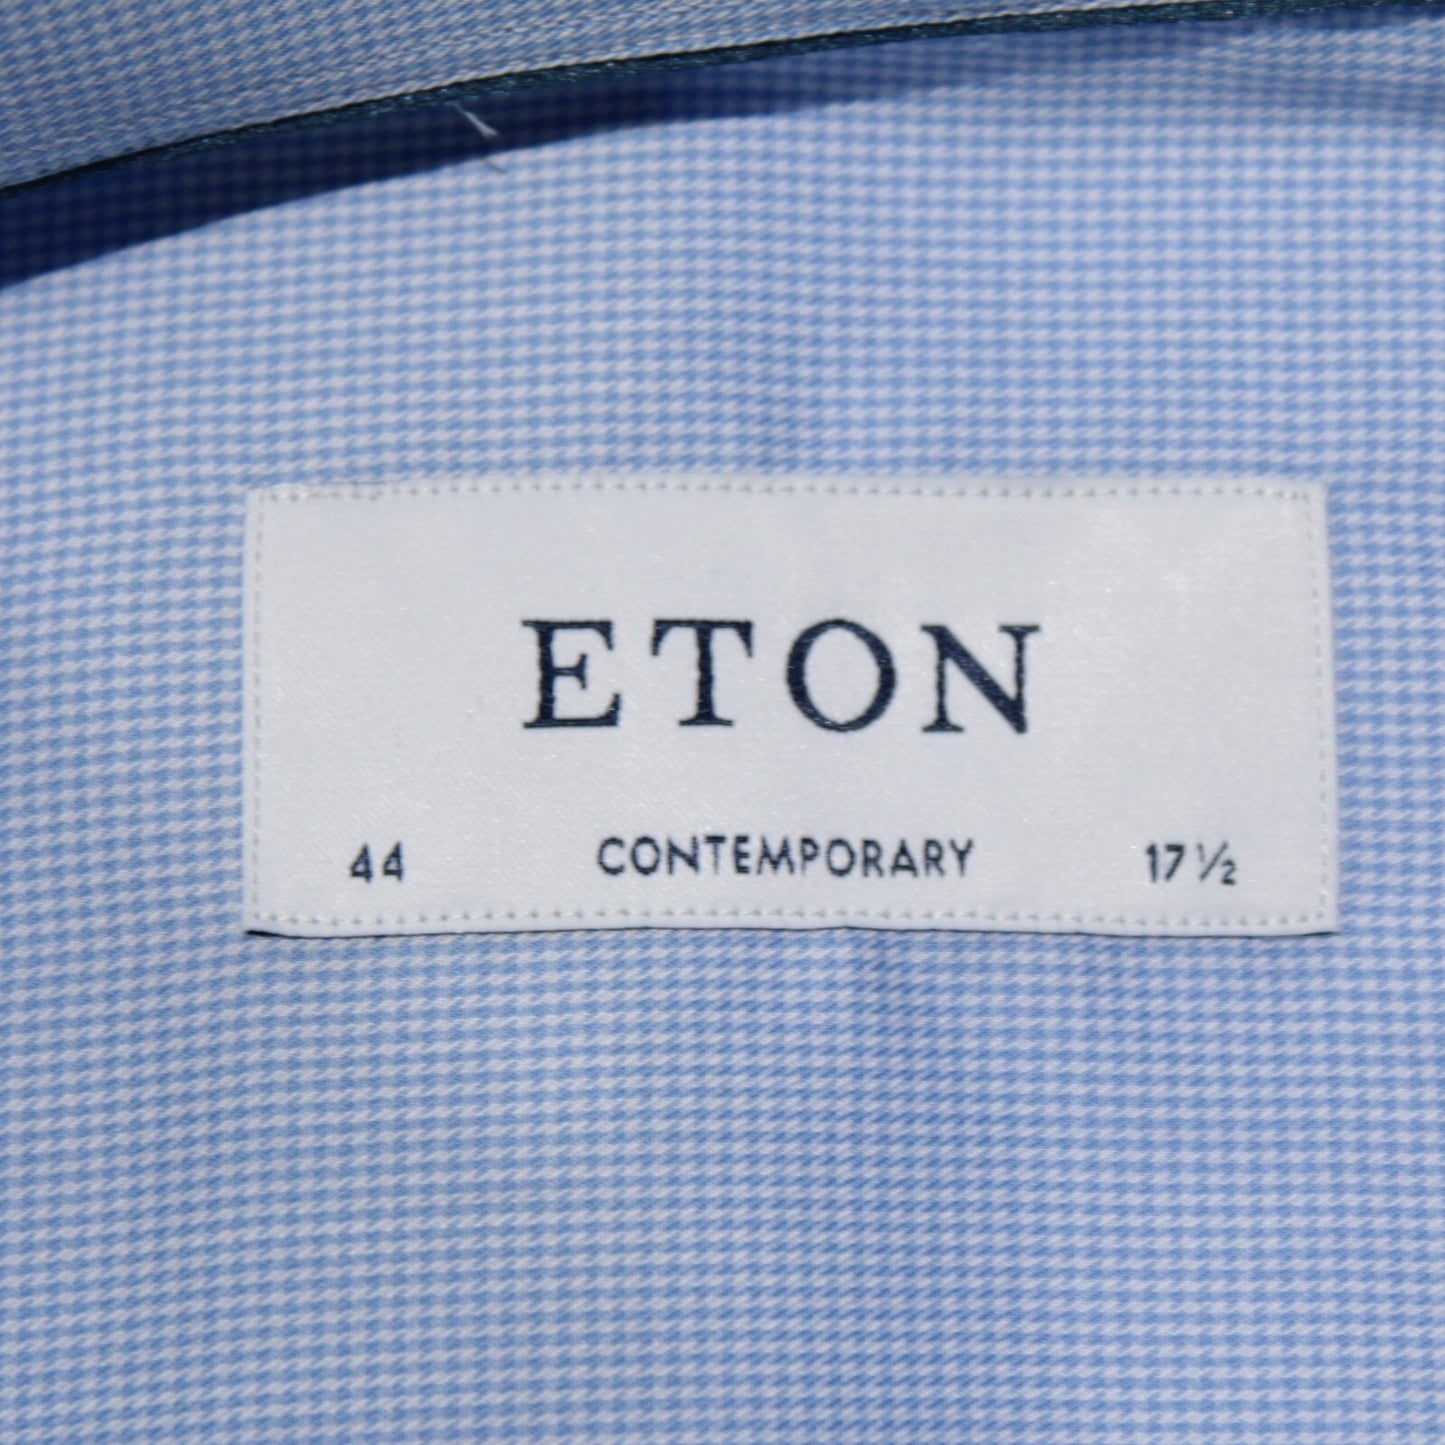 ETON
44 CONTEMPORARY 17 ½